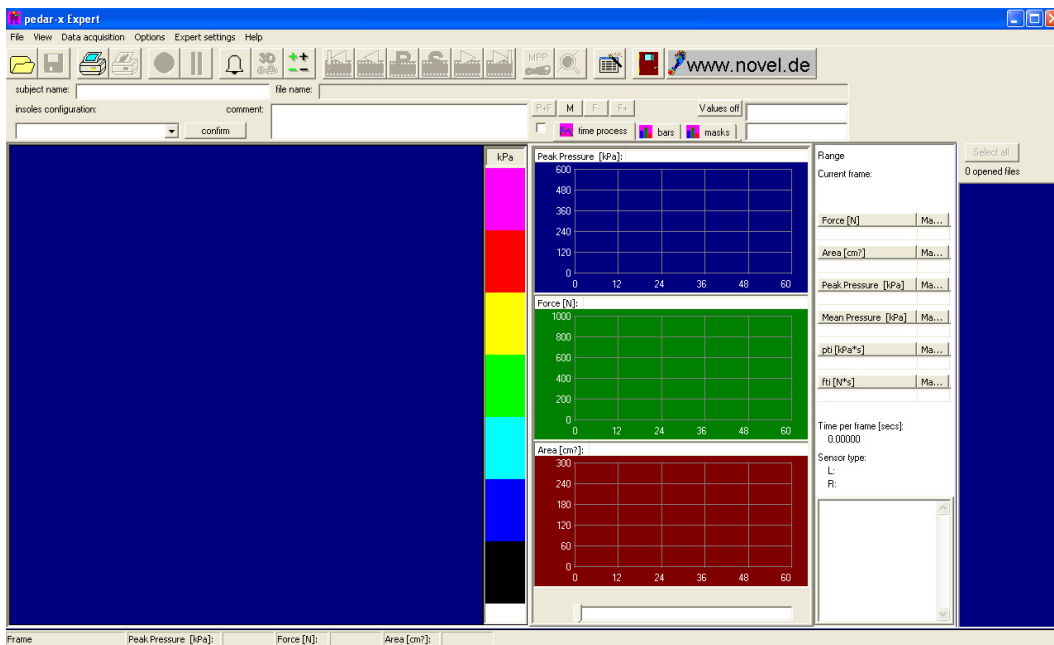 pedar-x Expert
File View Data acquisition Options Expert settings Help
3D MPP www.novel.de
subject name: file name:
insoles configuration: comment: P+F M F- F+ Values off
confirm time process bars masks
kPa
Peak Pressure [kPa]:
600
480
360
240
120
0
0 12 24 36 48 60
Force [N]:
1000
800
600
400
200
0
0 12 24 36 48 60
Area [cm?]:
300
240
180
120
60
0
0 12 24 36 48 60
Range
Current frame:
Force [N] Ma...
Area [cm?] Ma...
Peak Pressure [kPa] Ma...
Mean Pressure [kPa] Ma...
pti [kPa*s] Ma...
fti [N*s] Ma...
Time per frame [secs]:
0.00000
Sensor type:
L:
R:
Select all
0 opened files
Frame Peak Pressure [kPa]: Force [N]: Area [cm?]: